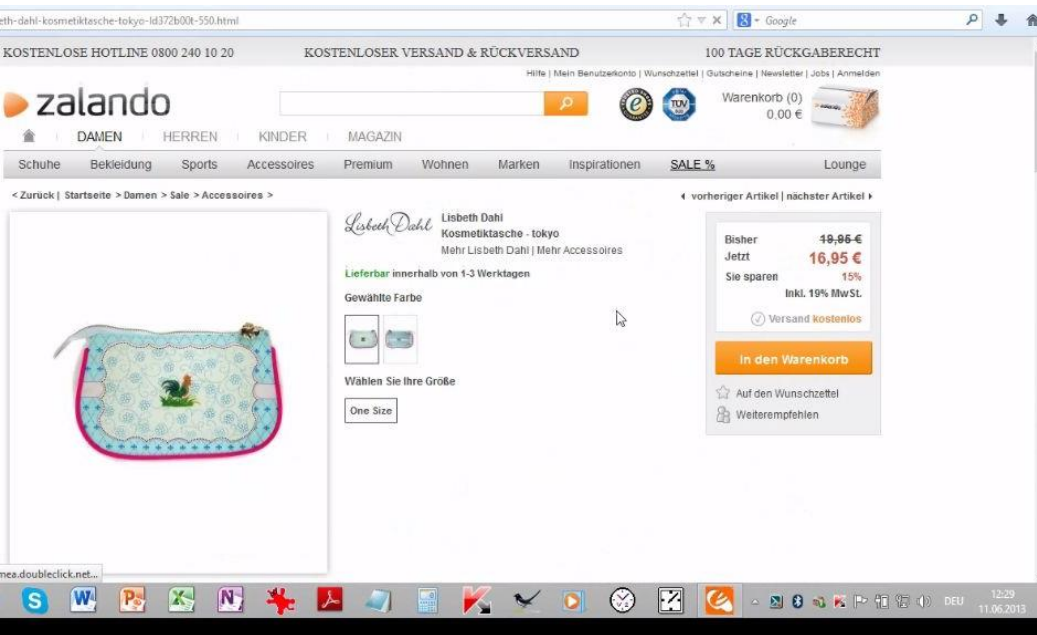 eth-dahl-kosmetiktasche-tokyo-ld372b00t-550.html
Google
KOSTENLOSE HOTLINE 0800 240 10 20 KOSTENLOSER VERSAND & RÜCKVERSAND 100 TAGE RÜCKGABERECHT
Hilfe | Mein Benutzerkonto | Wunschzettel | Gutscheine | Newsletter | Jobs | Anmelden
zalando
Warenkorb (0)
0,00 €
DAMEN HERREN KINDER MAGAZIN
Schuhe Bekleidung Sports Accessoires Premium Wohnen Marken Inspirationen SALE % Lounge
< Zurück | Startseite > Damen > Sale > Accessoires >
vorheriger Artikel | nächster Artikel
Lisbeth Dahl
Lisbeth Dahl
Kosmetiktasche - tokyo
Mehr Lisbeth Dahl | Mehr Accessoires
Lieferbar innerhalb von 1-3 Werktagen
Gewählte Farbe
Wählen Sie Ihre Größe
One Size
Bisher 19,95 €
Jetzt 16,95 €
Sie sparen 15%
Inkl. 19% MwSt.
Versand kostenlos
In den Warenkorb
Auf den Wunschzettel
Weiterempfehlen
mea.doubleclick.net...
DEU
12:29
11.06.2013